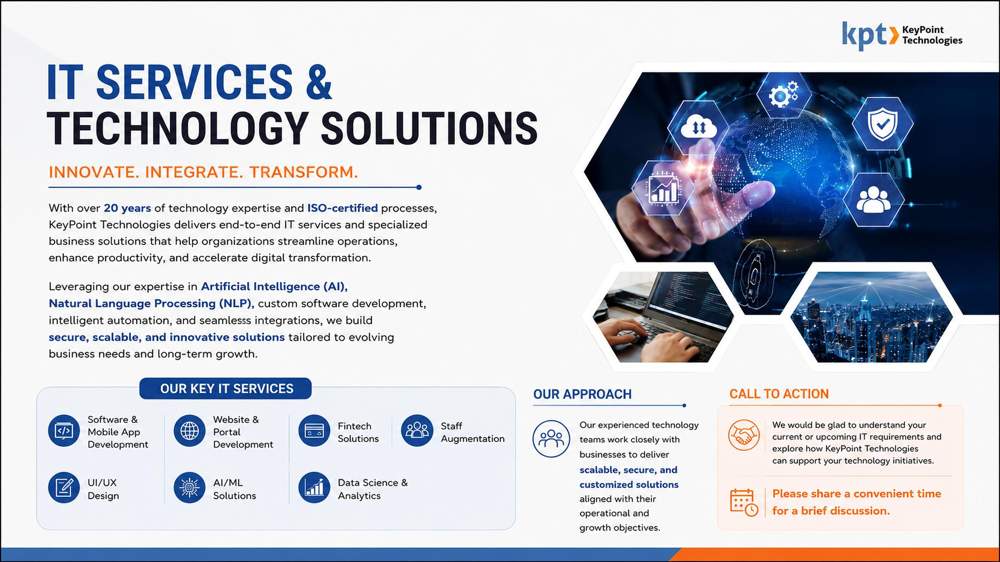 kpt
KeyPoint
Technologies
IT SERVICES &
TECHNOLOGY SOLUTIONS
INNOVATE. INTEGRATE. TRANSFORM.
With over 20 years of technology expertise and ISO-certified processes,
KeyPoint Technologies delivers end-to-end IT services and specialized
business solutions that help organizations streamline operations,
enhance productivity, and accelerate digital transformation.
Leveraging our expertise in Artificial Intelligence (AI),
Natural Language Processing (NLP), custom software development,
intelligent automation, and seamlesss integrations, we build
secure, scalable, and innovative solutions tailored to evolving
business needs and long-term growth.
OUR KEY IT SERVICES
Software &
Mobile App
Development
Website &
Portal
Development
Fintech
Solutions
Staff
Augmentation
UI/UX
Design
AI/ML
Solutions
Data Science &
Analytics
OUR APPROACH
Our experienced technology
teams work closely with
businesses to deliver
scalable, secure, and
customized solutions
aligned with their
operational and
growth objectives.
CALL TO ACTION
We would be glad to understand your
current or upcoming IT requirements and
explore how KeyPoint Technologies
can support your technology initiatives.
Please share a convenient time
for a brief discussion.